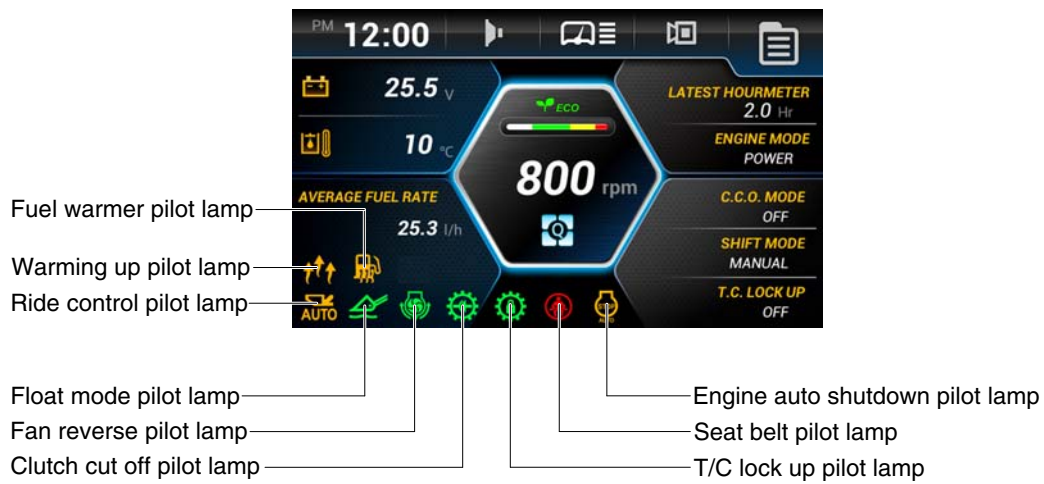 PM 12:00
25.5 V
10 °C
AVERAGE FUEL RATE
25.3 l/h
ECO
800 rpm
Q
LATEST HOURMETER
2.0 Hr
ENGINE MODE
POWER
C.C.O. MODE
OFF
SHIFT MODE
MANUAL
T.C. LOCK UP
OFF
AUTO
AUTO
Fuel warmer pilot lamp
Warming up pilot lamp
Ride control pilot lamp
Float mode pilot lamp
Fan reverse pilot lamp
Clutch cut off pilot lamp
Engine auto shutdown pilot lamp
Seat belt pilot lamp
T/C lock up pilot lamp